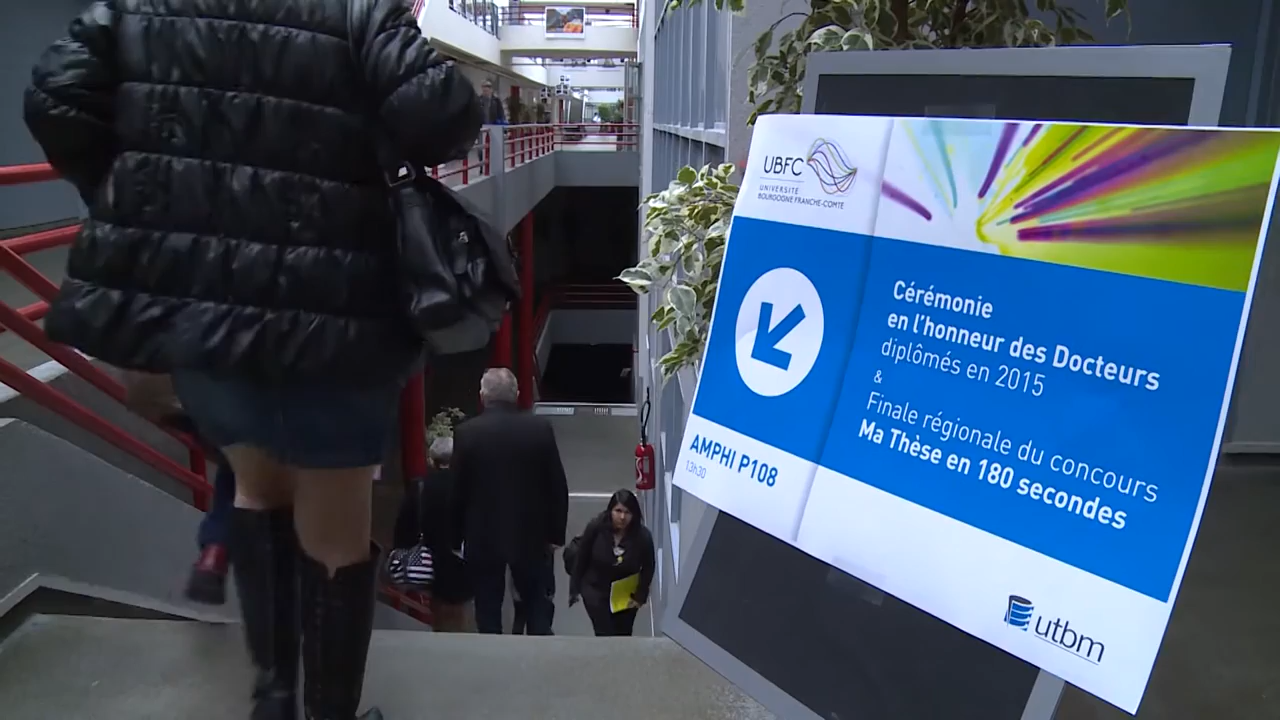 UBFC
UNIVERSITÉ
BOURGOGNE FRANCHE-COMTÉ
Cérémonie
en l'honneur des Docteurs
diplômés en 2015
&
Finale régionale du concours
Ma Thèse en 180 secondes
AMPHI P108
13h30
utbm